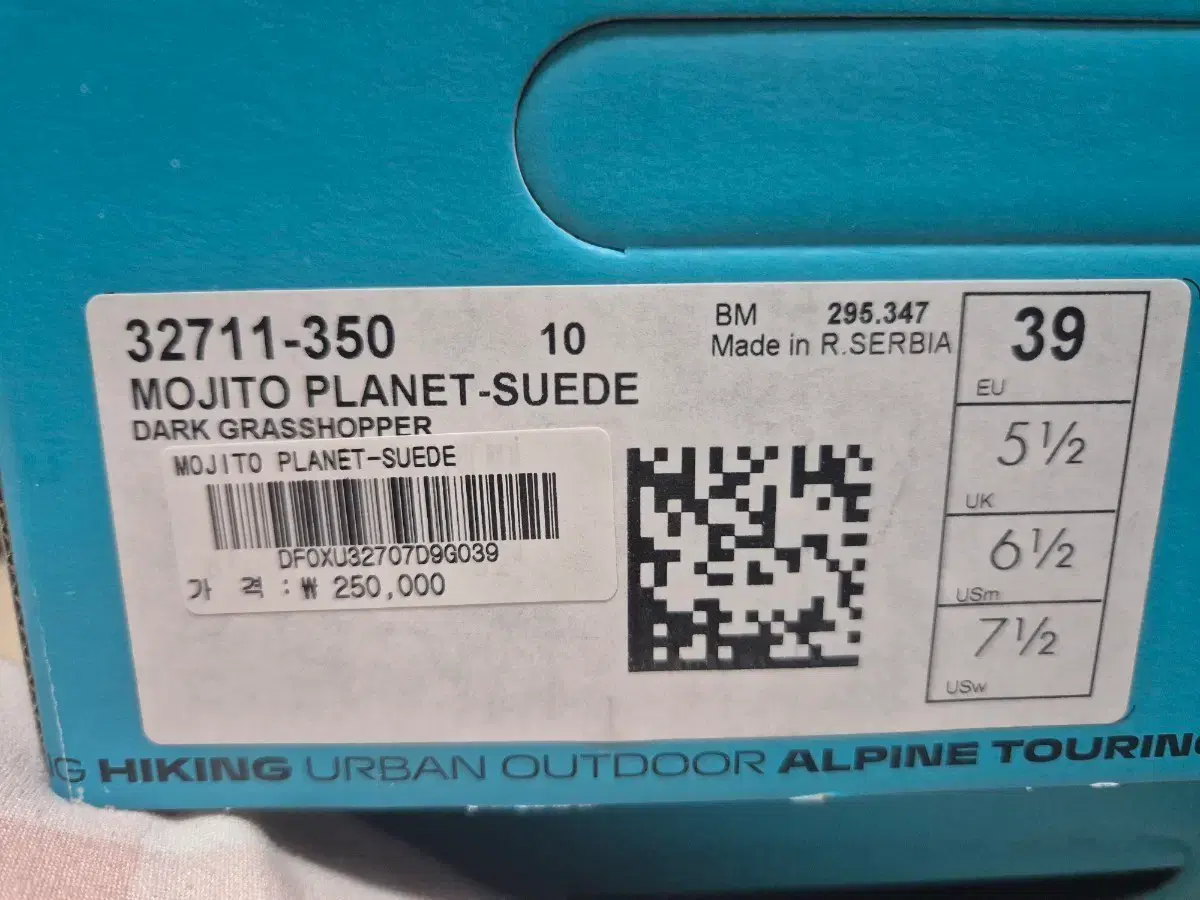 32711-350 10
MOJITO PLANET-SUEDE
DARK GRASSHOPPER
BM 295.347
Made in R.SERBIA
39
EU
5½
UK
6½
USm
7½
USw
MOJITO PLANET-SUEDE
DFOXU32707D9G039
가 격 : ₩ 250,000
G HIKING URBAN OUTDOOR ALPINE TOURING